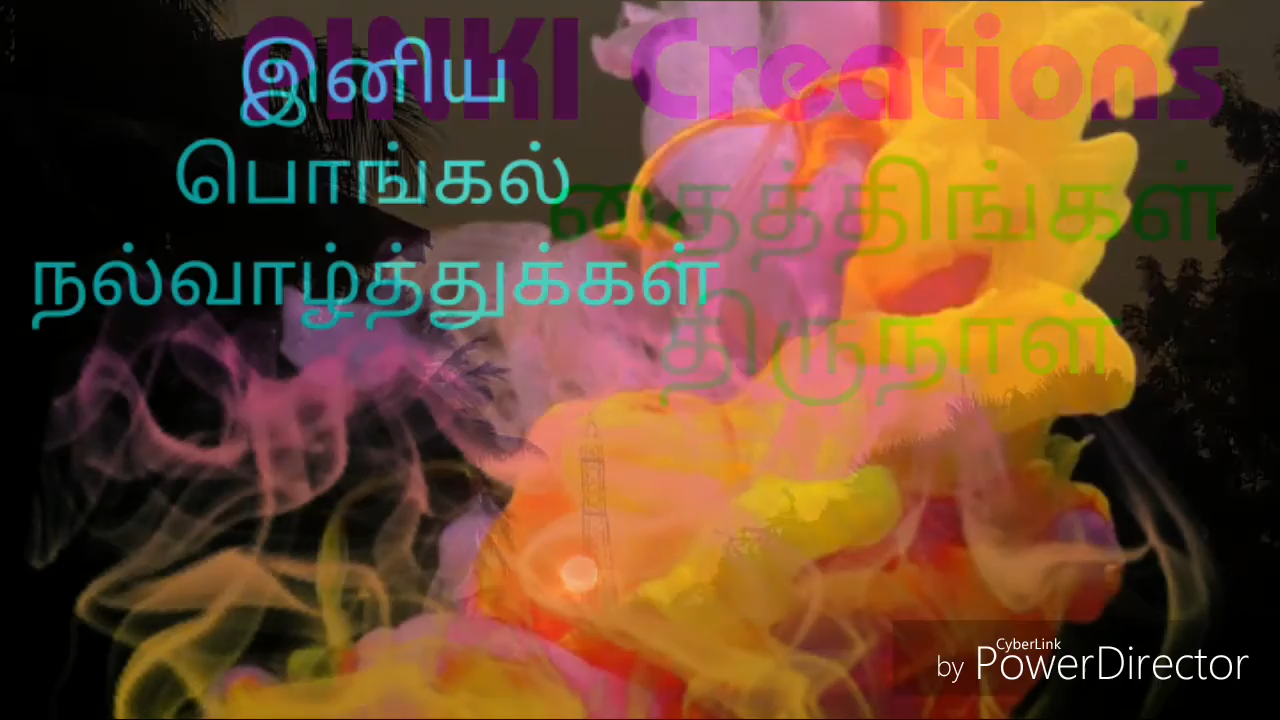 Creations
இனிய
பொங்கல்
நல்வாழ்த்துக்கள்
தைத்திங்கள்
திருநாள்
by CyberLink PowerDirector